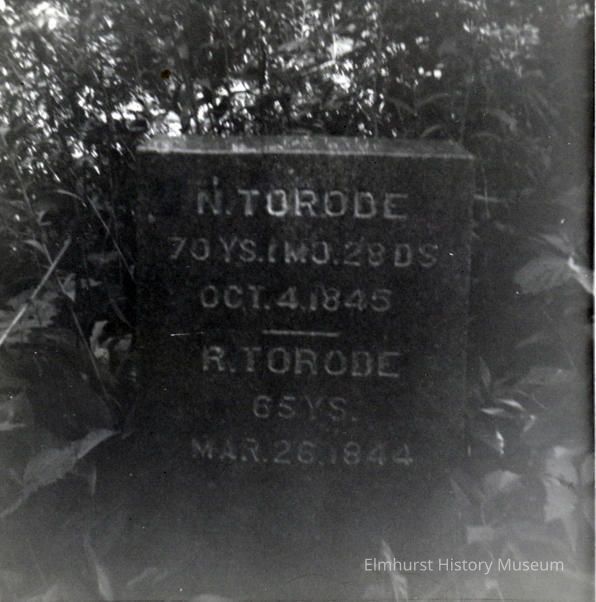 N. TORODE
70 YS. 1 MO. 28 DS
OCT. 4. 1845
R. TORODE
65 YS.
MAR. 26. 1844
Elmhurst History Museum